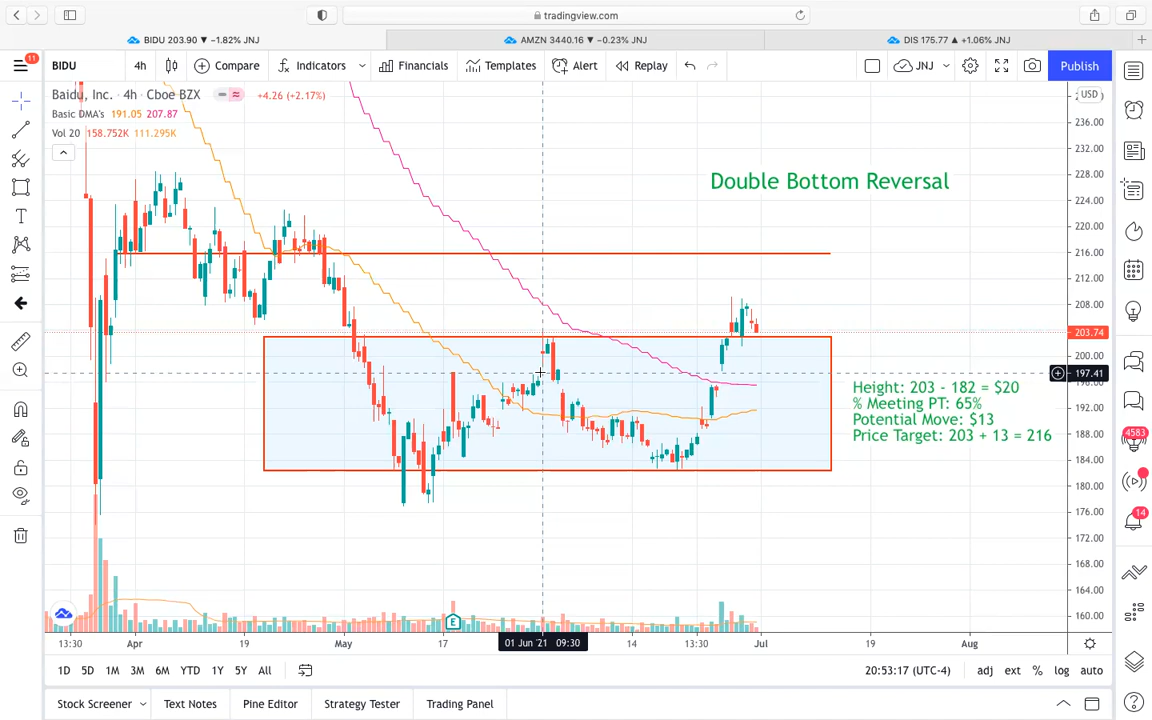 tradingview.com
BIDU 203.90 ▼ −1.82% JNJ
AMZN 3440.16 ▼ −0.23% JNJ
DIS 175.77 ▲ +1.06% JNJ
11
BIDU
4h
Compare
Indicators
Financials
Templates
Alert
Replay
JNJ
Publish
Baidu, Inc. · 4h · Cboe BZX
+4.26 (+2.17%)
Basic DMA's 191.05 207.87
Vol 20 158.752K 111.295K
USD
236.00
232.00
228.00
224.00
220.00
216.00
212.00
208.00
203.74
200.00
197.41
192.00
188.00
184.00
180.00
176.00
172.00
168.00
164.00
160.00
Double Bottom Reversal
Height: 203 - 182 = $20
% Meeting PT: 65%
Potential Move: $13
Price Target: 203 + 13 = 216
4583
14
E
13:30
Apr
19
May
17
01 Jun '21 09:30
14
13:30
Jul
19
Aug
1D
5D
1M
3M
6M
YTD
1Y
5Y
All
20:53:17 (UTC-4)
adj
ext
%
log
auto
Stock Screener
Text Notes
Pine Editor
Strategy Tester
Trading Panel